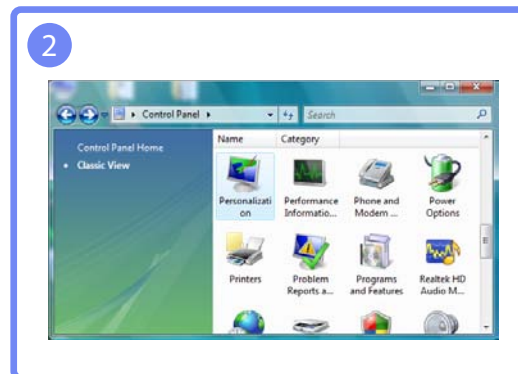 2
Control Panel
Search
Control Panel Home
Classic View
Name Category
Personalizati
on
Performance
Informatio...
Phone and
Modem ...
Power
Options
Printers
Problem
Reports a...
Programs
and Features
Realtek HD
Audio M...